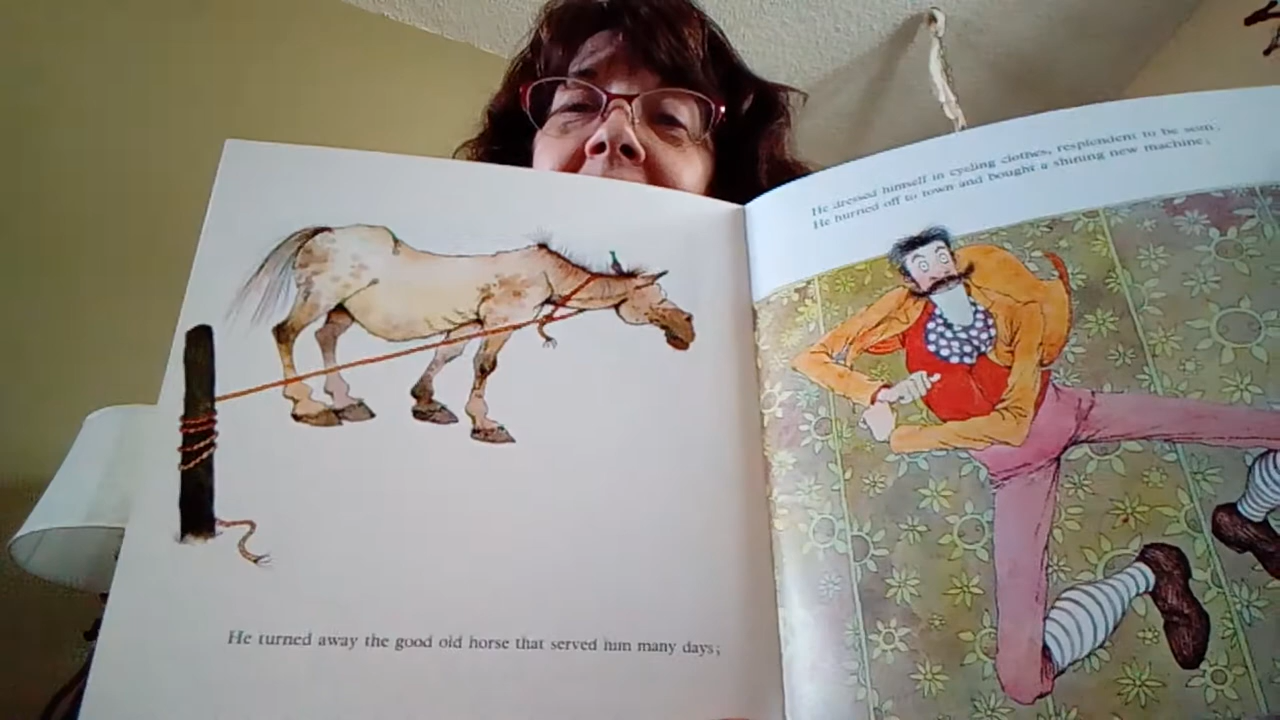 He turned away the good old horse that served him many days;
He dressed himself in cycling clothes, resplendent to be seen;
He hurried off to town and bought a shining new machine;